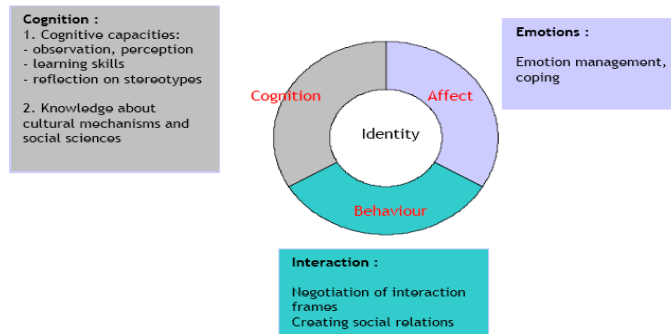 Cognition :
1. Cognitive capacities:
- observation, perception
- learning skills
- reflection on stereotypes
2. Knowledge about
cultural mechanisms and
social sciences
Emotions :
Emotion management,
coping
Cognition
Affect
Identity
Behaviour
Interaction :
Negotiation of interaction
frames
Creating social relations